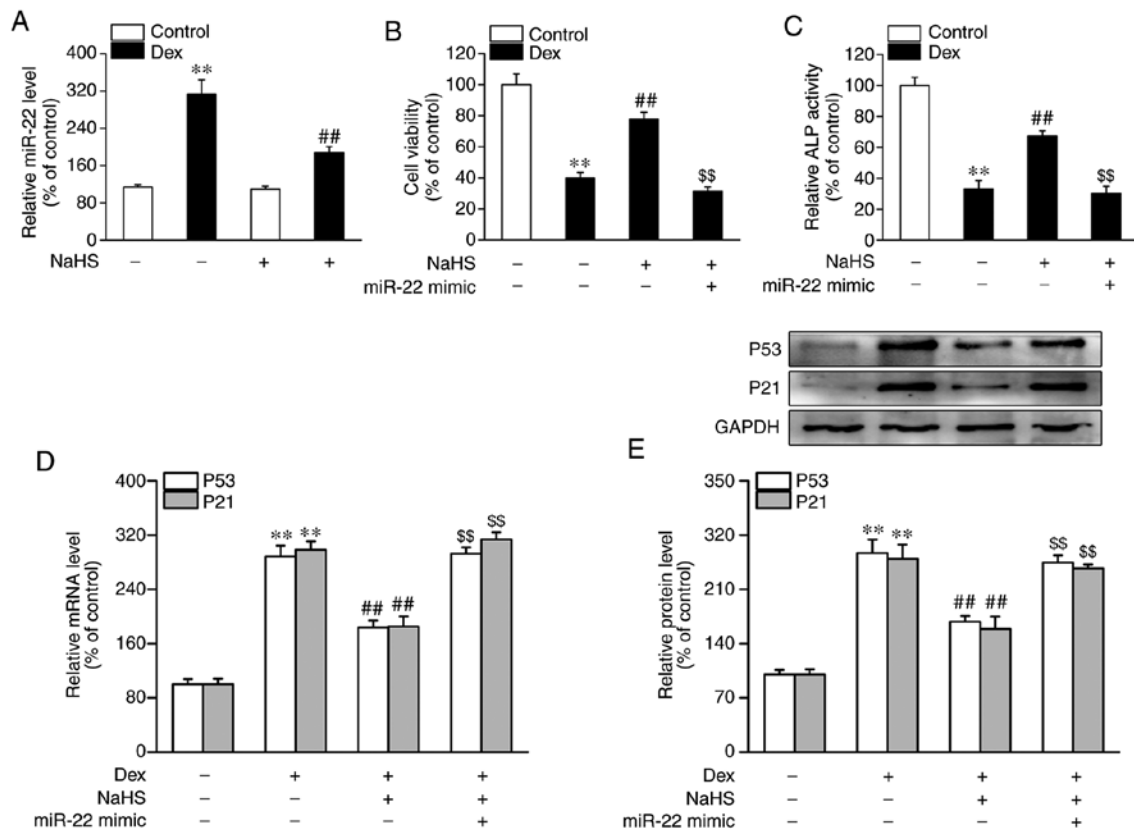 A
Control
Dex
Relative miR-22 level
(% of control)
400
320
240
160
80
0
**
##
NaHS
– – + +
B
Control
Dex
Cell viability
(% of control)
120
100
80
60
40
20
0
**
##
$$
NaHS
– – + +
miR-22 mimic
– – – +
C
Control
Dex
Relative ALP activity
(% of control)
120
100
80
60
40
20
0
**
##
$$
NaHS
– – + +
miR-22 mimic
– – – +
P53
P21
GAPDH
D
P53
P21
Relative mRNA level
(% of control)
400
320
240
160
80
0
** **
## ##
$$ $$
Dex
– + + +
NaHS
– – + +
miR-22 mimic
– – – +
E
P53
P21
Relative protein level
(% of control)
350
280
210
140
70
0
** **
## ##
$$ $$
Dex
– + + +
NaHS
– – + +
miR-22 mimic
– – – +